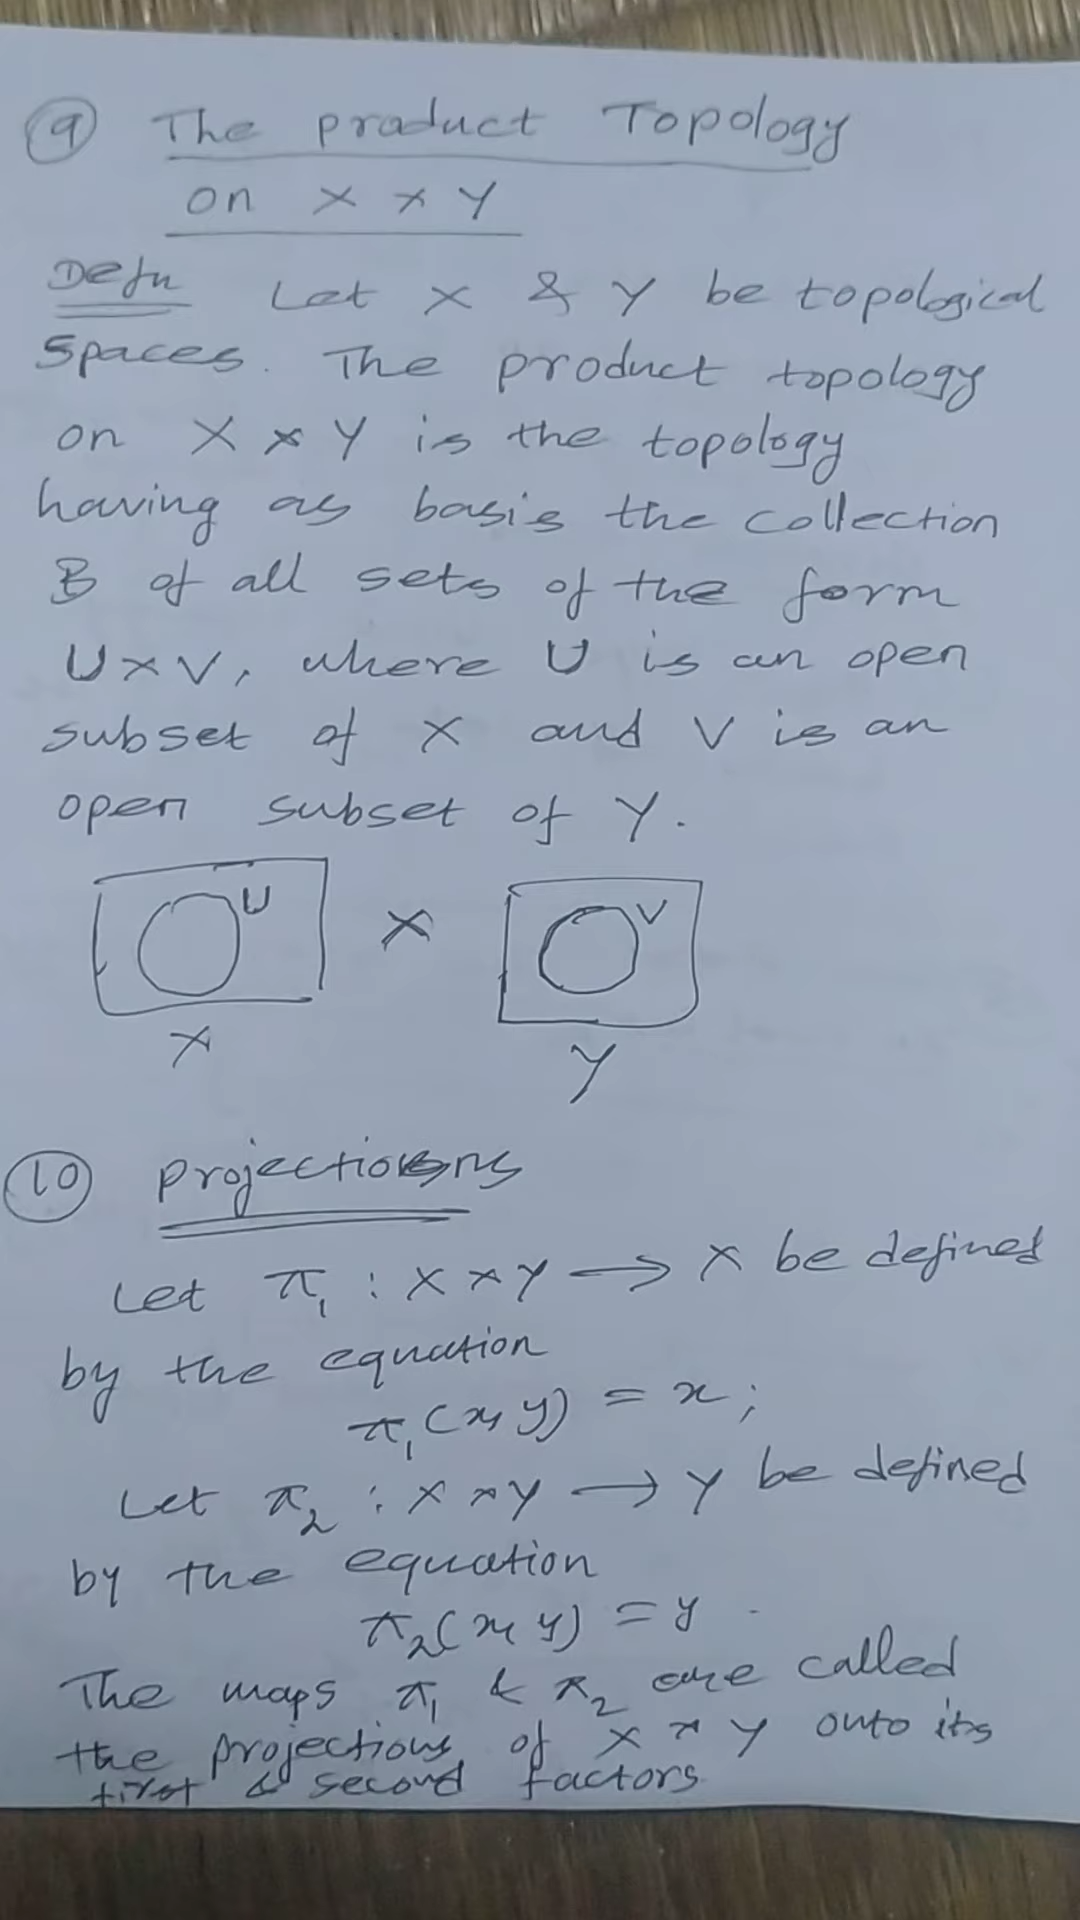 9 The product Topology
on X × Y
Defn Let X & Y be topological
Spaces. The product topology
on X × Y is the topology
having as basis the collection
B of all sets of the form
U×V, where U is an open
subset of X and V is an
open subset of Y.
U × V
X Y
10 projections
Let π₁ : X × Y → X be defined
by the equation
π₁(x, y) = x;
Let π₂ : X × Y → Y be defined
by the equation
π₂(x, y) = y.
The maps π₁ & π₂ are called
the projections of X × Y onto its
first & second factors